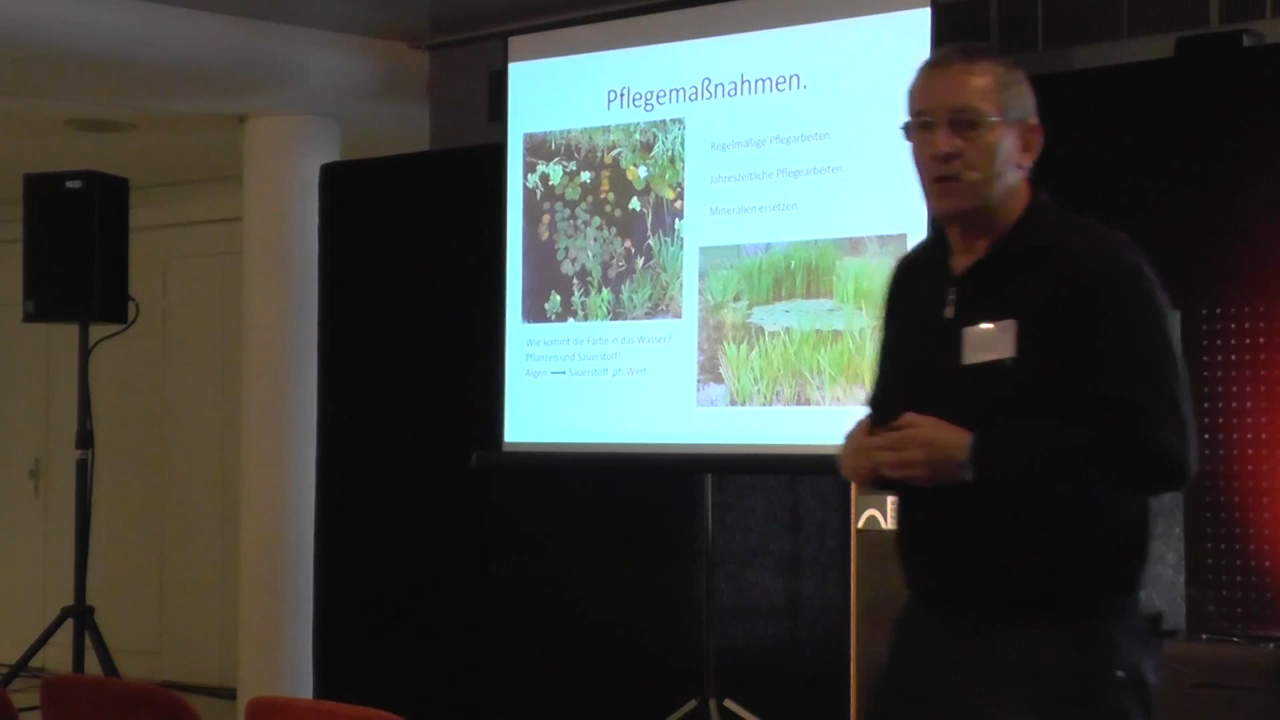 Pflegemaßnahmen.
Regelmäßige Pflegarbeiten.
Jahreszeitliche Pflegearbeiten.
Mineralien ersetzen.
Wie kommt die Farbe in das Wasser?
Pflanzen und Sauerstoff!
Algen → Sauerstoff ,ph Wert